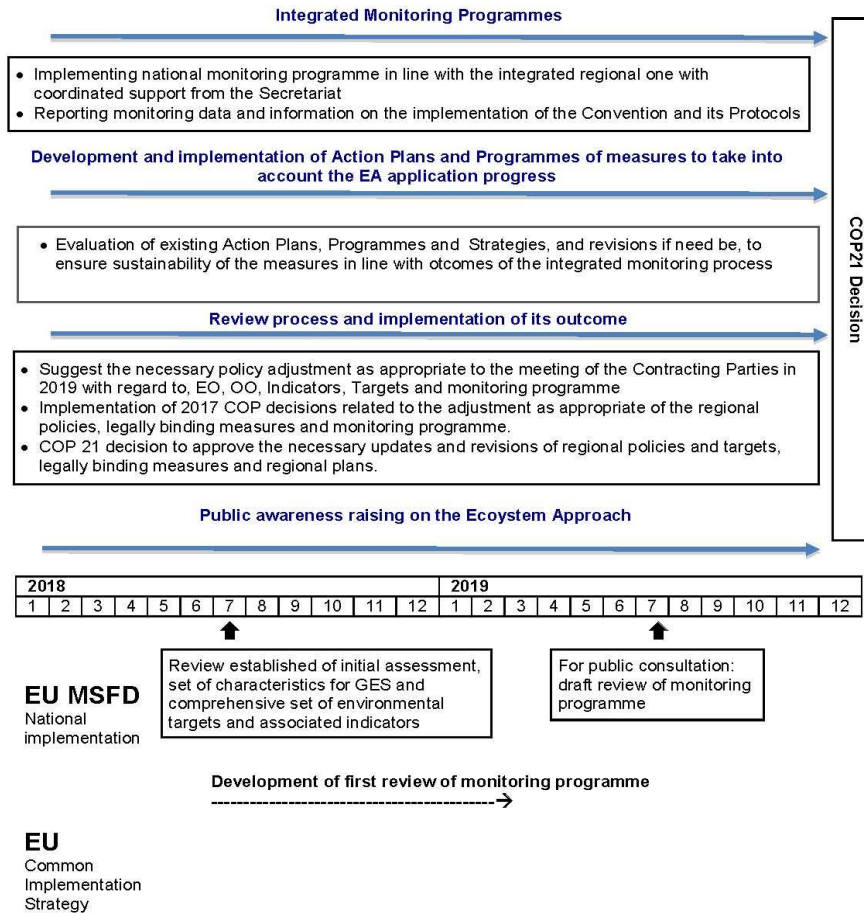 Integrated Monitoring Programmes
• Implementing national monitoring programme in line with the integrated regional one with
coordinated support from the Secretariat
• Reporting monitoring data and information on the implementation of the Convention and its Protocols
Development and implementation of Action Plans and Programmes of measures to take into
account the EA application progress
• Evaluation of existing Action Plans, Programmes and Strategies, and revisions if need be, to
ensure sustainability of the measures in line with otcomes of the integrated monitoring process
Review process and implementation of its outcome
• Suggest the necessary policy adjustment as appropriate to the meeting of the Contracting Parties in
2019 with regard to, EO, OO, Indicators, Targets and monitoring programme
• Implementation of 2017 COP decisions related to the adjustment as appropriate of the regional
policies, legally binding measures and monitoring programme.
• COP 21 decision to approve the necessary updates and revisions of regional policies and targets,
legally binding measures and regional plans.
Public awareness raising on the Ecoystem Approach
COP21 Decision
2018 2019
1 2 3 4 5 6 7 8 9 10 11 12 1 2 3 4 5 6 7 8 9 10 11 12
EU MSFD
National
implementation
Review established of initial assessment,
set of characteristics for GES and
comprehensive set of environmental
targets and associated indicators
For public consultation:
draft review of monitoring
programme
Development of first review of monitoring programme
EU
Common
Implementation
Strategy